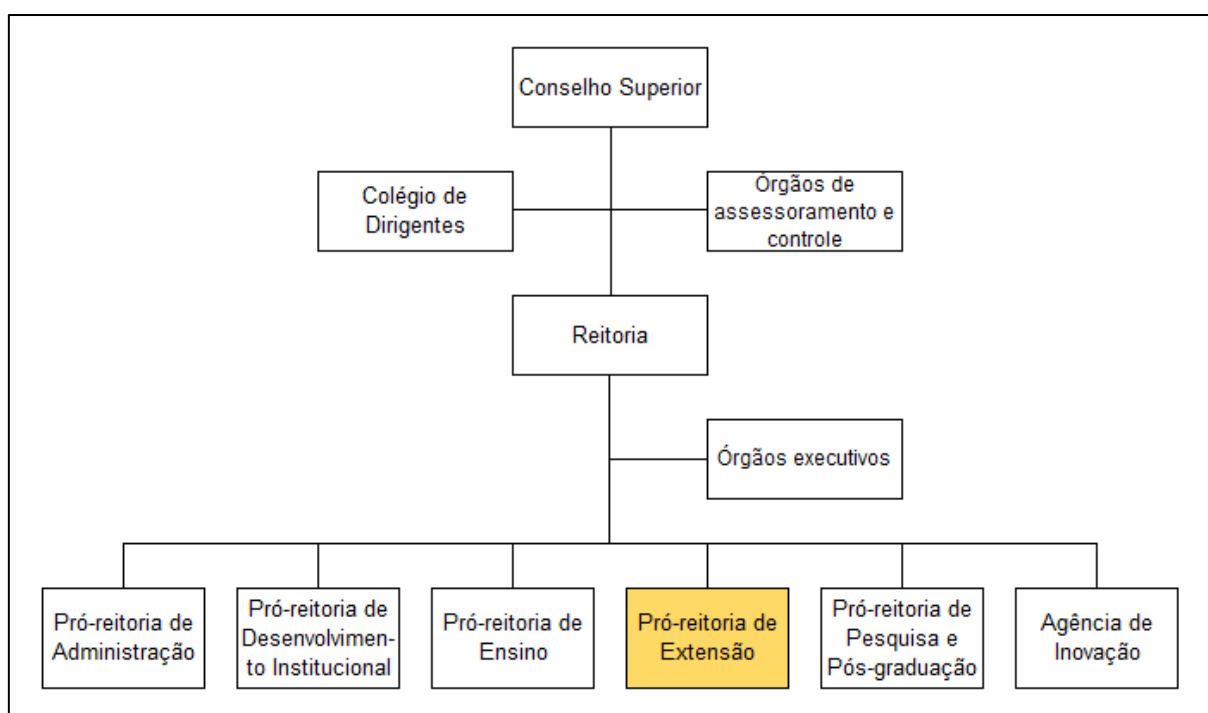 Conselho Superior
Colégio de
Dirigentes
Órgãos de
assessoramento e
controle
Reitoria
Órgãos executivos
Pró-reitoria de
Administração
Pró-reitoria de
Desenvolvimen-
to Institucional
Pró-reitoria de
Ensino
Pró-reitoria de
Extensão
Pró-reitoria de
Pesquisa e
Pós-graduação
Agência de
Inovação